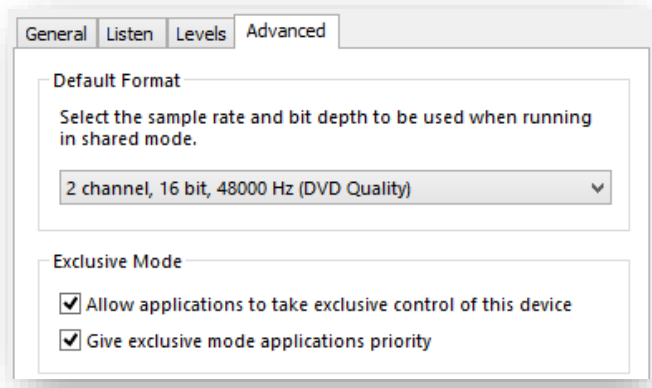 General Listen Levels Advanced
Default Format
Select the sample rate and bit depth to be used when running
in shared mode.
2 channel, 16 bit, 48000 Hz (DVD Quality)
Exclusive Mode
Allow applications to take exclusive control of this device
Give exclusive mode applications priority